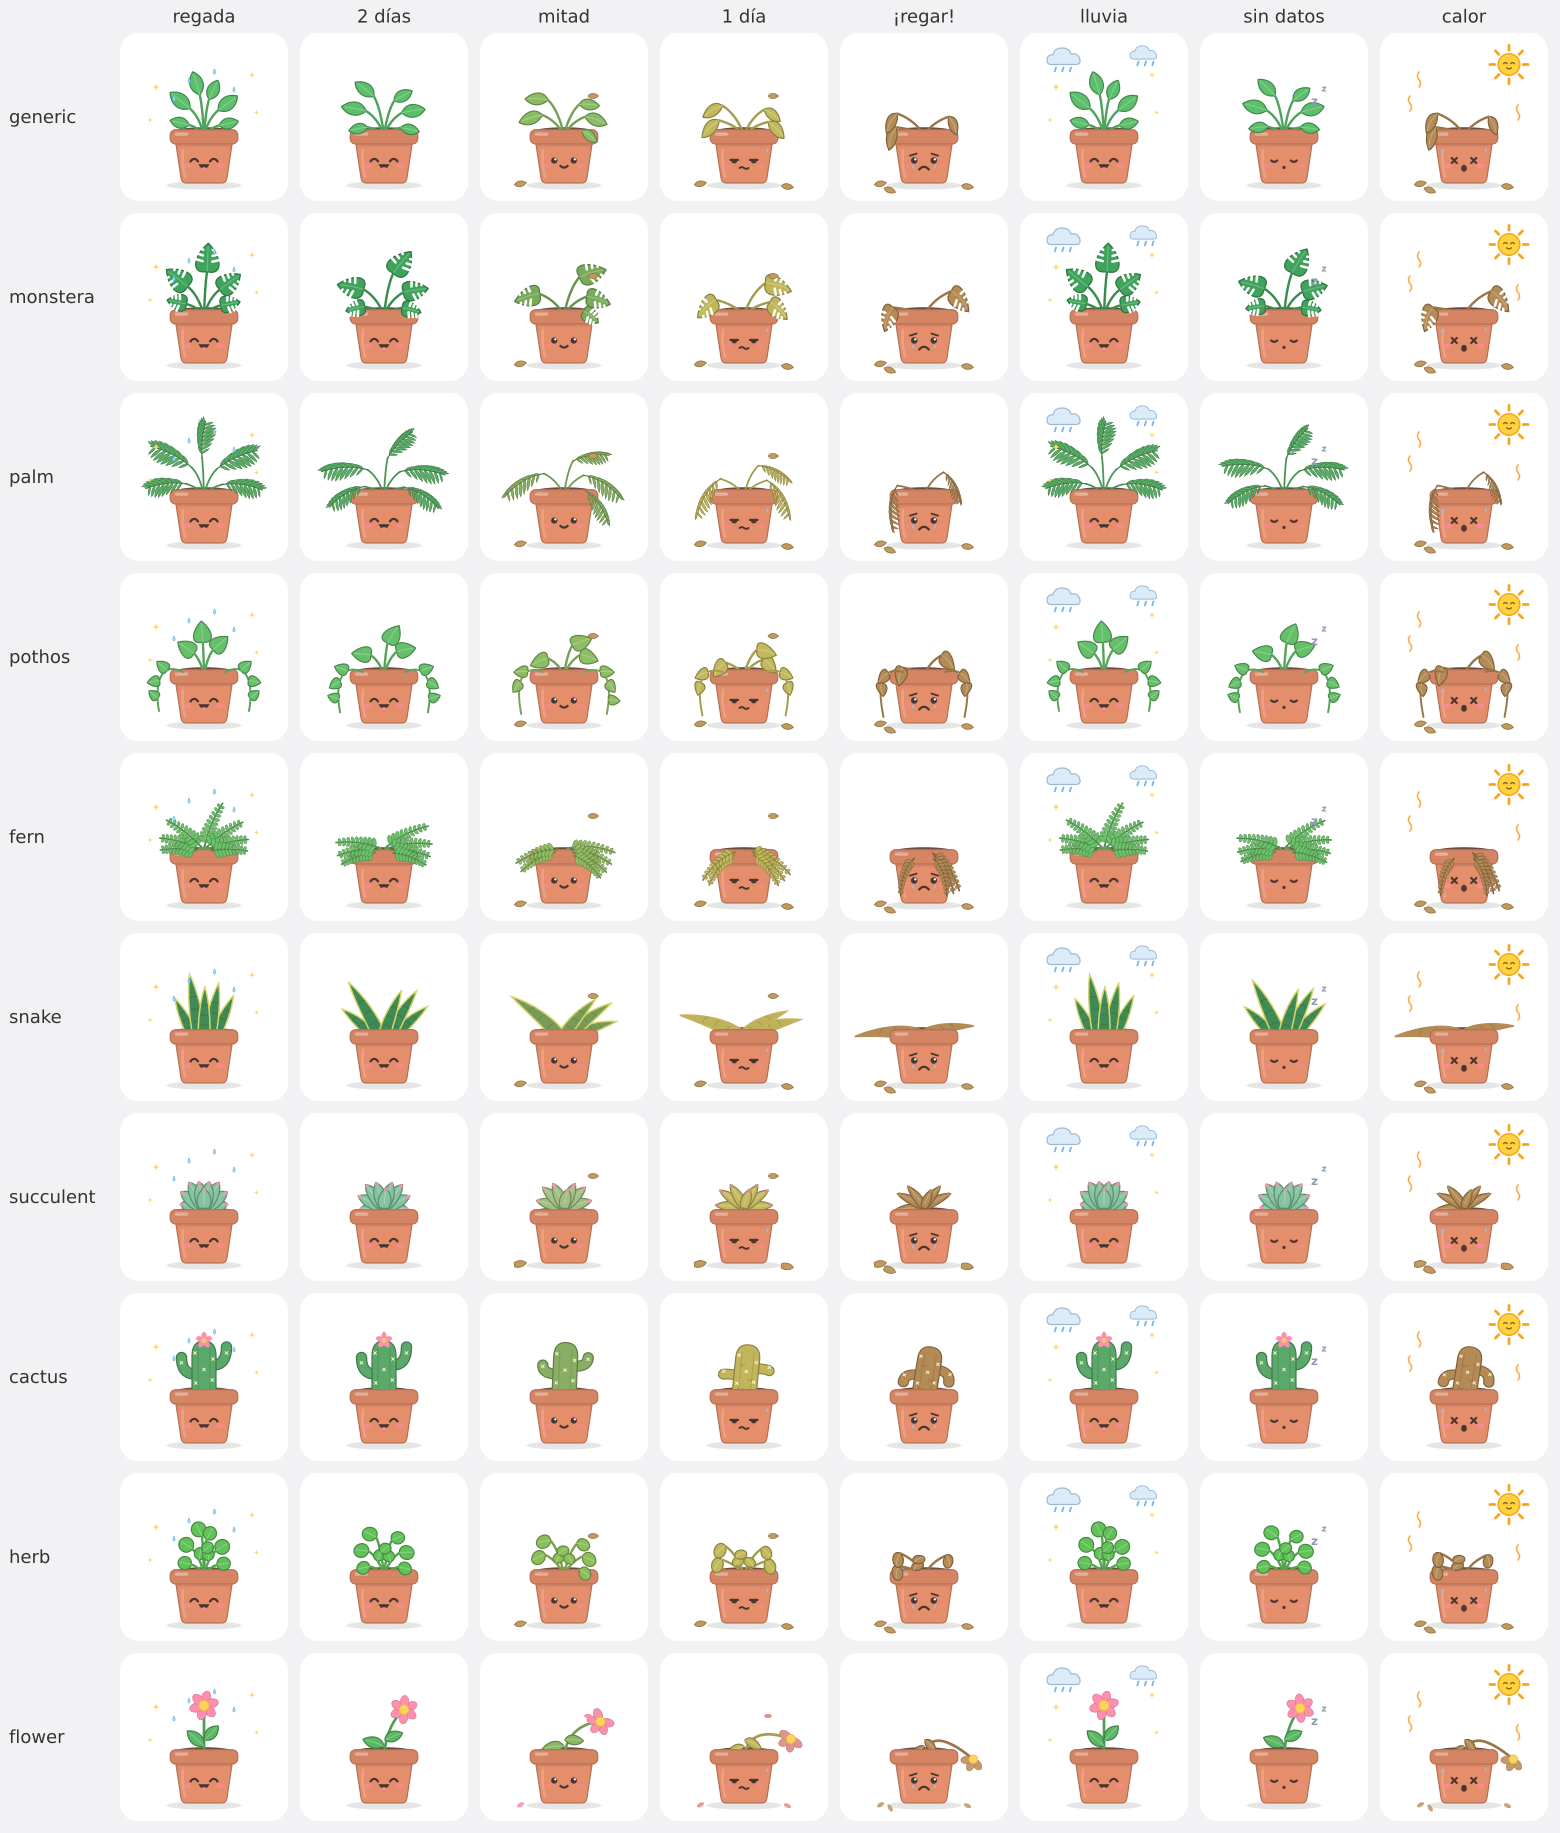 regada 2 días mitad 1 día ¡regar! lluvia sin datos calor
generic
z
z
monstera
z
z
palm
z
z
pothos
z
z
fern
z
z
snake
z
z
succulent
z
z
cactus
z
z
herb
z
z
flower
z
z